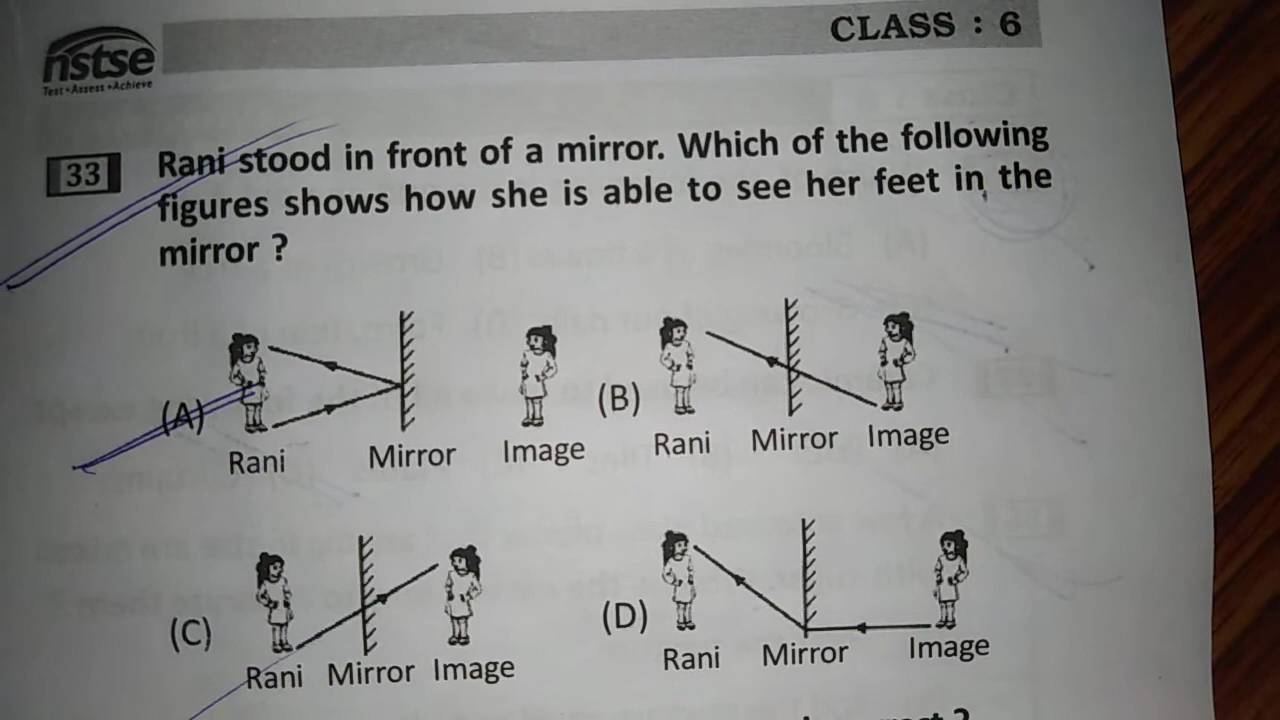 nstse
Test • Assess • Achieve
CLASS : 6
33
Rani stood in front of a mirror. Which of the following
figures shows how she is able to see her feet in the
mirror ?
(A)
Rani Mirror Image
(B)
Rani Mirror Image
(C)
Rani Mirror Image
(D)
Rani Mirror Image